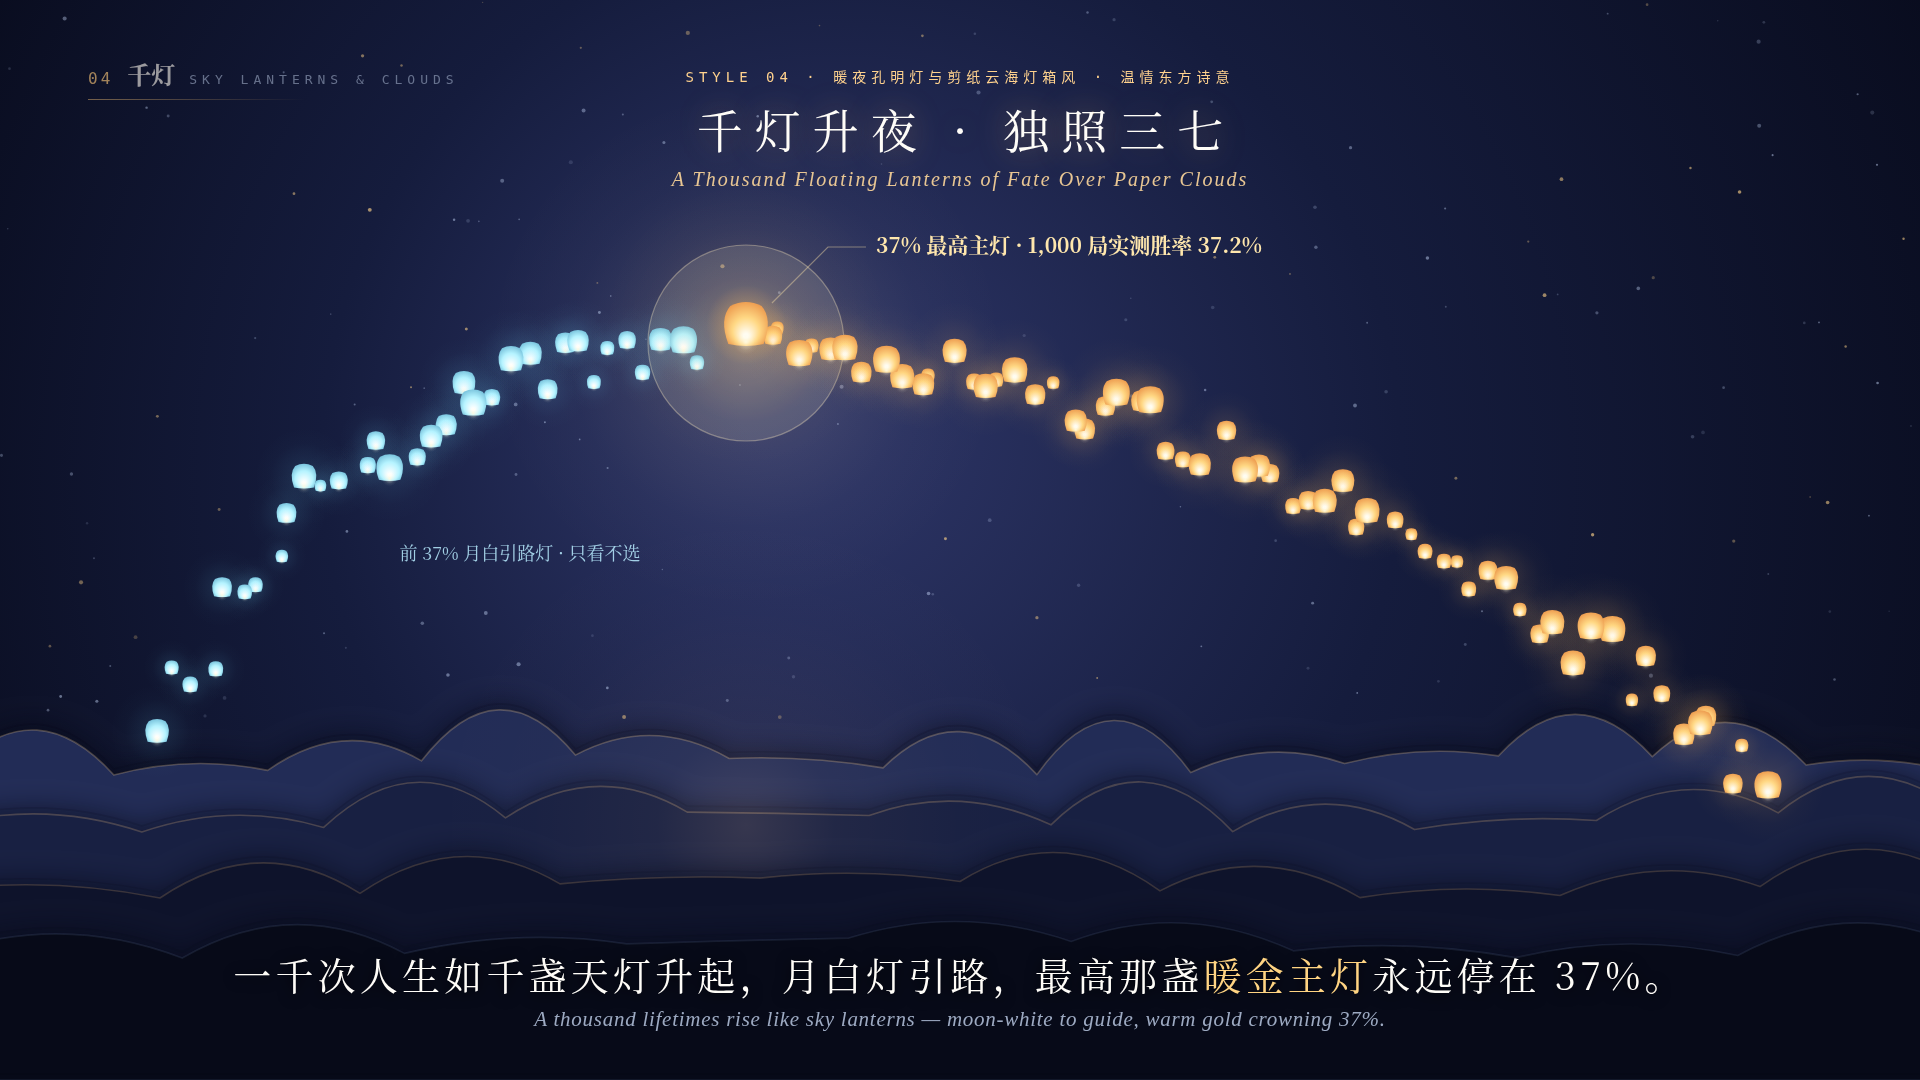 04 千灯 SKY LANTERNS & CLOUDS
STYLE 04 · 暖夜孔明灯与剪纸云海灯箱风 · 温情东方诗意
千灯升夜 · 独照三七
A Thousand Floating Lanterns of Fate Over Paper Clouds
37% 最高主灯 · 1,000 局实测胜率 37.2%
前 37% 月白引路灯 · 只看不选
一千次人生如千盏天灯升起，月白灯引路，最高那盏暖金主灯永远停在 37%。
A thousand lifetimes rise like sky lanterns — moon-white to guide, warm gold crowning 37%.